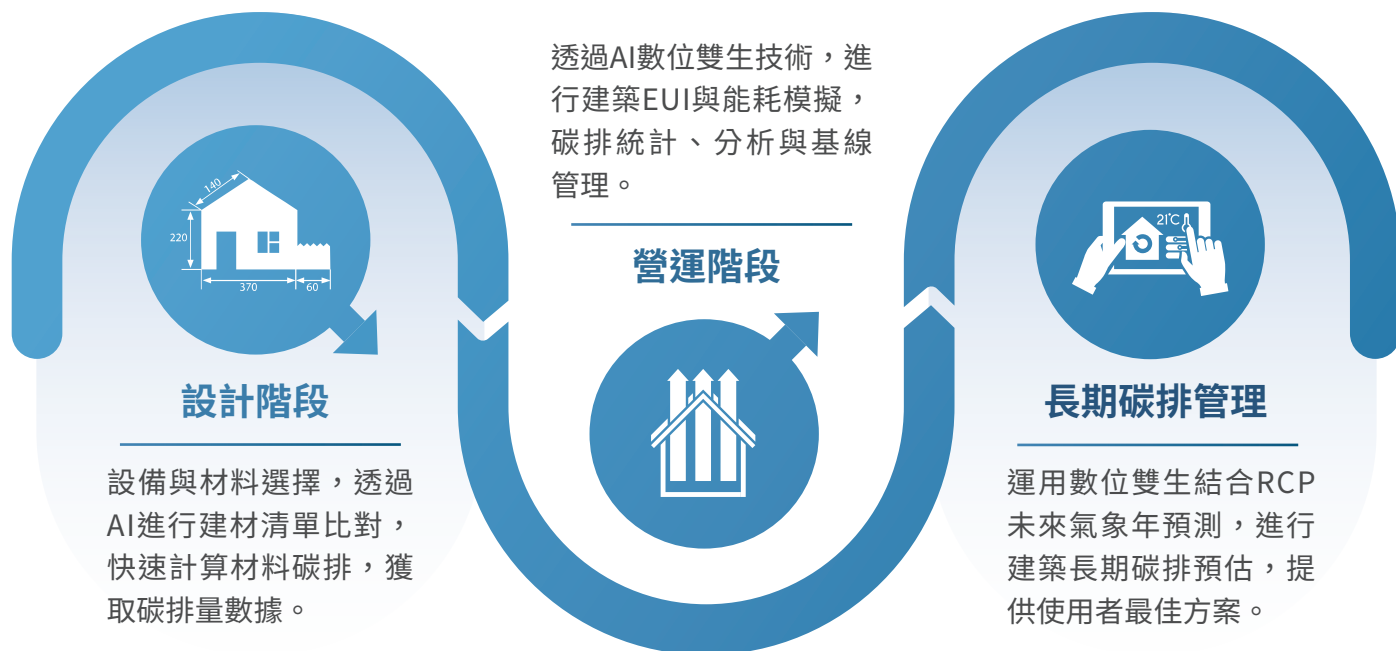 140
220
370
60
設計階段
設備與材料選擇，透過
AI進行建材清單比對，
快速計算材料碳排，獲
取碳排量數據。
透過AI數位雙生技術，進
行建築EUI與能耗模擬，
碳排統計、分析與基線
管理。
營運階段
21℃
長期碳排管理
運用數位雙生結合RCP
未來氣象年預測，進行
建築長期碳排預估，提
供使用者最佳方案。